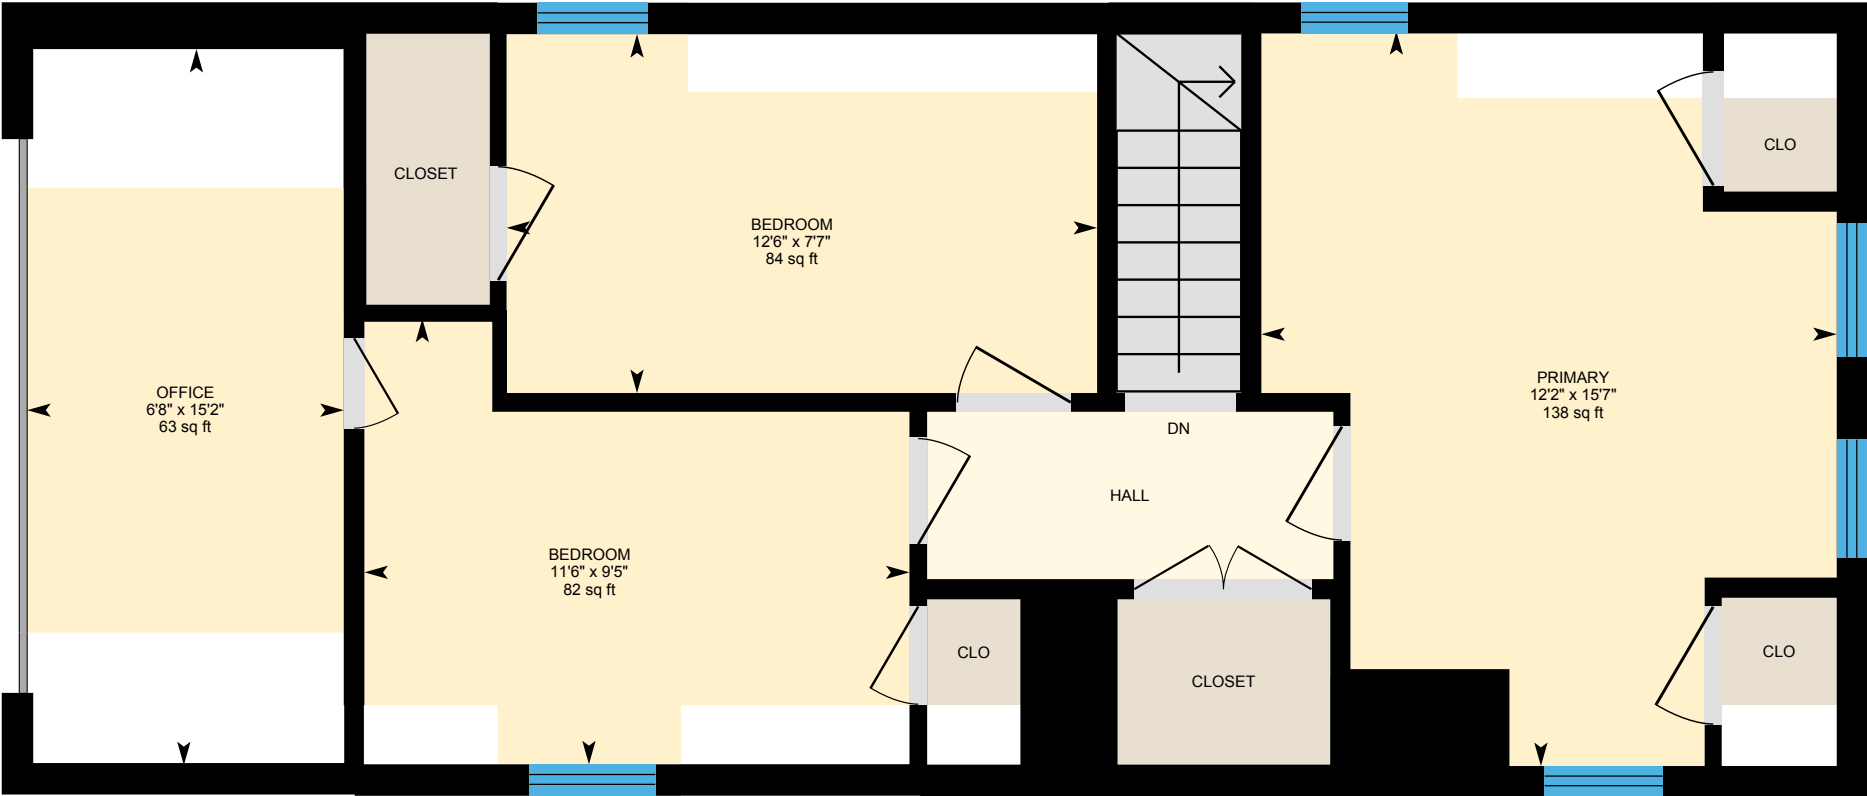 CLOSET
CLO
BEDROOM
12'6" x 7'7"
84 sq ft
OFFICE
6'8" x 15'2"
63 sq ft
PRIMARY
12'2" x 15'7"
138 sq ft
DN
HALL
BEDROOM
11'6" x 9'5"
82 sq ft
CLO
CLOSET
CLO